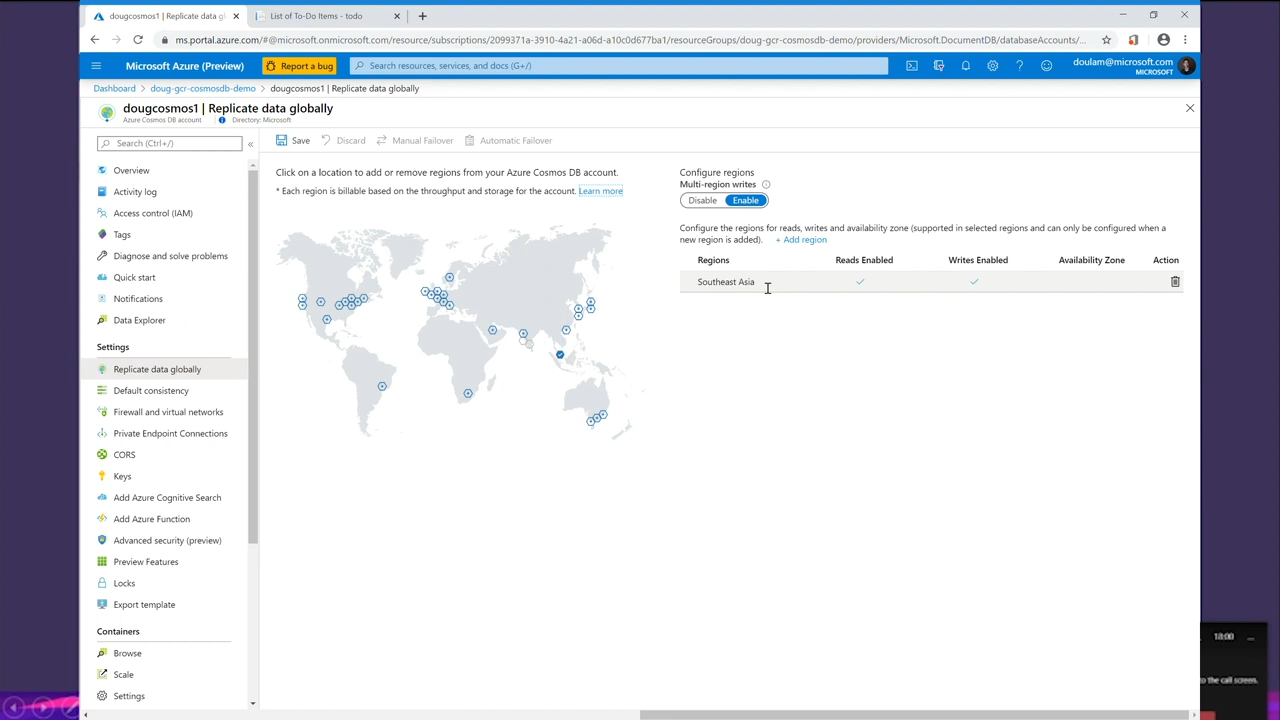 dougcosmos1 | Replicate data gl
List of To-Do Items - todo
ms.portal.azure.com/#@microsoft.onmicrosoft.com/resource/subscriptions/2099371a-3910-4a21-a06d-a10c0d677ba1/resourceGroups/doug-gcr-cosmosdb-demo/providers/Microsoft.DocumentDB/databaseAccounts/...
Microsoft Azure (Preview)
Report a bug
Search resources, services, and docs (G+/)
doulam@microsoft.com
MICROSOFT
Dashboard > doug-gcr-cosmosdb-demo > dougcosmos1 | Replicate data globally
dougcosmos1 | Replicate data globally
Azure Cosmos DB account
Directory: Microsoft
Search (Ctrl+/)
Overview
Activity log
Access control (IAM)
Tags
Diagnose and solve problems
Quick start
Notifications
Data Explorer
Settings
Replicate data globally
Default consistency
Firewall and virtual networks
Private Endpoint Connections
CORS
Keys
Add Azure Cognitive Search
Add Azure Function
Advanced security (preview)
Preview Features
Locks
Export template
Containers
Browse
Scale
Settings
Save
Discard
Manual Failover
Automatic Failover
Click on a location to add or remove regions from your Azure Cosmos DB account.
* Each region is billable based on the throughput and storage for the account. Learn more
Configure regions
Multi-region writes
Disable Enable
Configure the regions for reads, writes and availability zone (supported in selected regions and can only be configured when a
new region is added). + Add region
Regions Reads Enabled Writes Enabled Availability Zone Action
Southeast Asia
18:00
to the call screen.